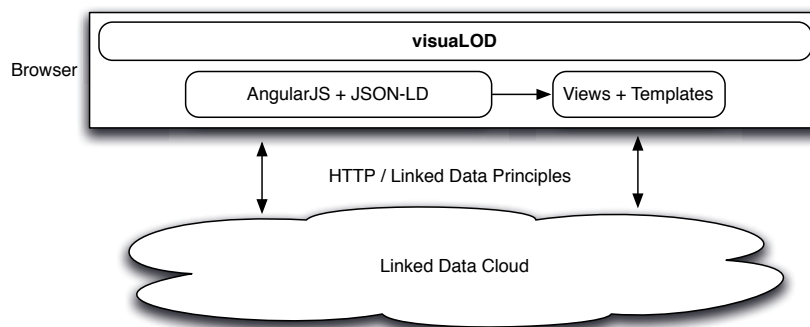 visuaLOD
Browser
AngularJS + JSON-LD
Views + Templates
HTTP / Linked Data Principles
Linked Data Cloud